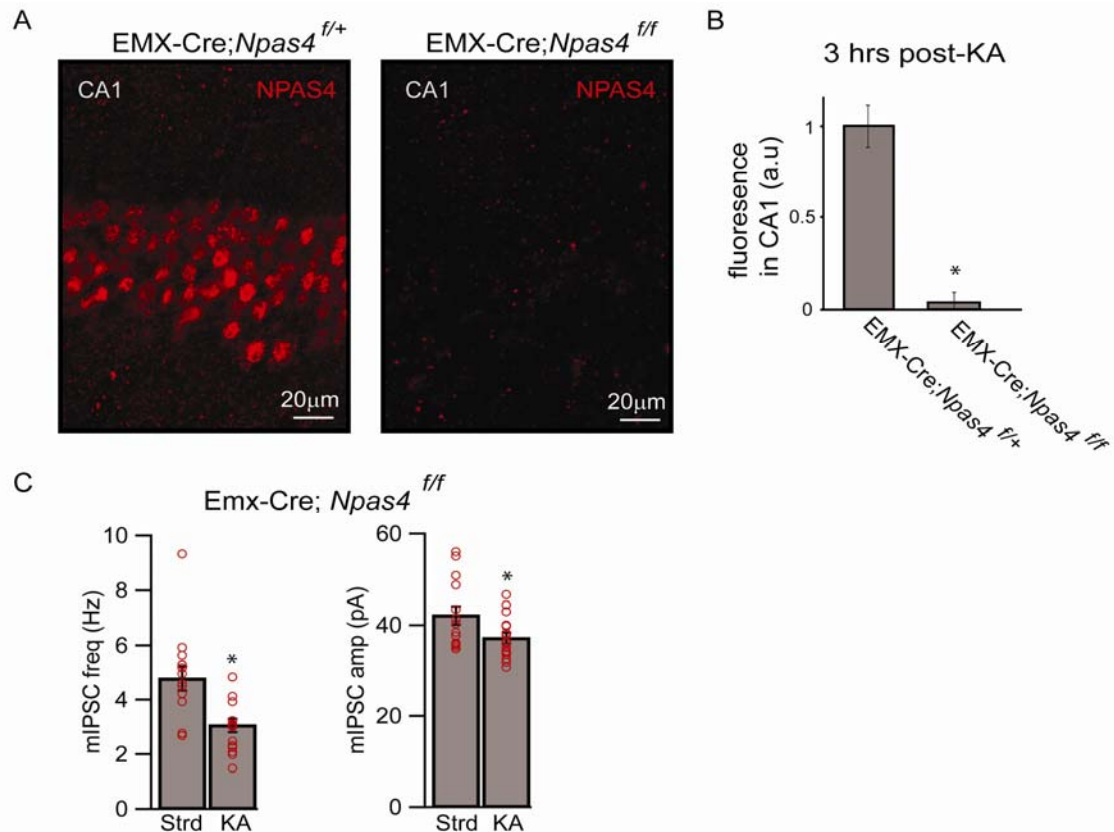 A
EMX-Cre;Npas4 f/+
EMX-Cre;Npas4 f/f
CA1
NPAS4
20µm
CA1
NPAS4
20µm
B
3 hrs post-KA
fluoresence
in CA1 (a.u)
1
0.5
0
*
EMX-Cre;Npas4 f/+
EMX-Cre;Npas4 f/f
C
Emx-Cre; Npas4 f/f
mIPSC freq (Hz)
10
8
6
4
2
0
*
Strd KA
mIPSC amp (pA)
60
40
20
0
*
Strd KA